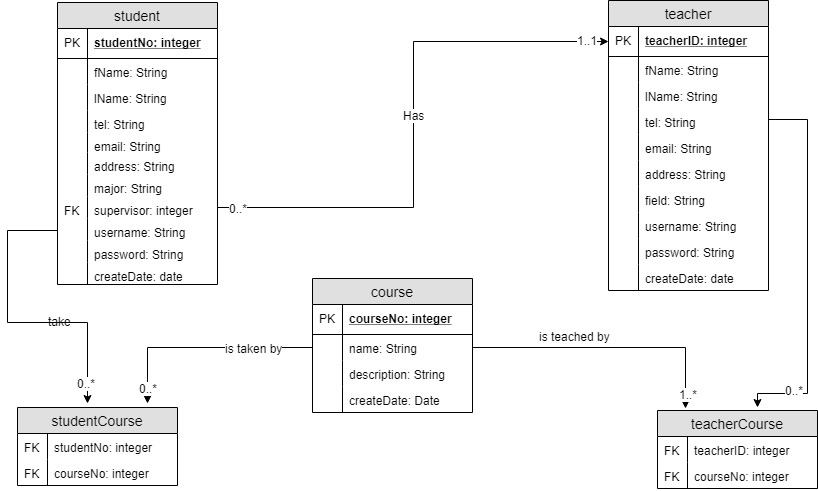 student
PK studentNo: integer
fName: String
lName: String
tel: String
email: String
address: String
major: String
FK supervisor: integer
username: String
password: String
createDate: date
0..*
Has
1..1
teacher
PK teacherID: integer
fName: String
lName: String
tel: String
email: String
address: String
field: String
username: String
password: String
createDate: date
course
PK courseNo: integer
name: String
description: String
createDate: Date
take
is taken by
is teached by
0..*
0..*
1..*
0..*
studentCourse
FK studentNo: integer
FK courseNo: integer
teacherCourse
FK teacherID: integer
FK courseNo: integer